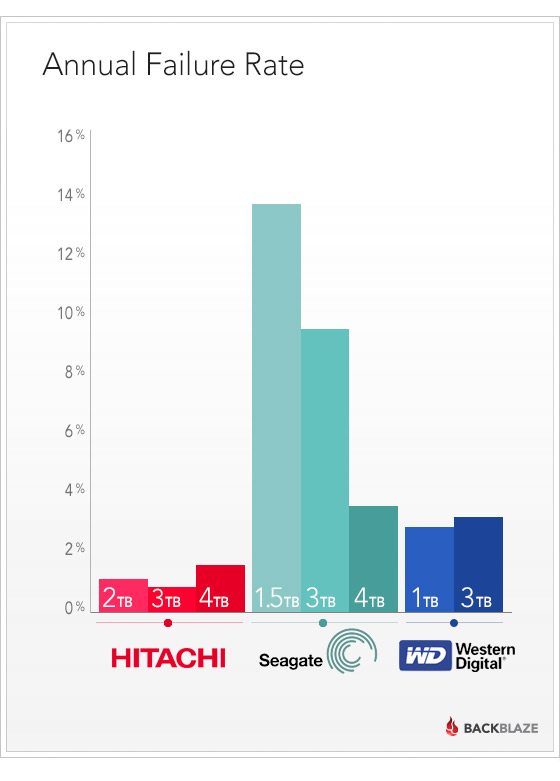 Annual Failure Rate
16%
14%
12%
10%
8%
6%
4%
2%
0%
2TB 3TB 4TB 1.5TB 3TB 4TB 1TB 3TB
HITACHI
Seagate
WD Western Digital®
BACKBLAZE